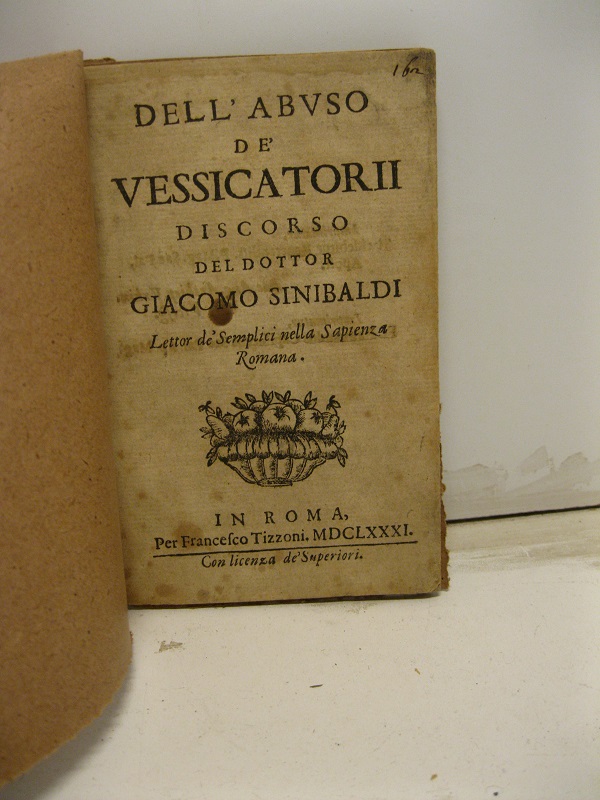 162
DELL' ABVSO
DE'
VESSICATORII
DISCORSO
DEL DOTTOR
GIACOMO SINIBALDI
Lettor de' Semplici nella Sapienza
Romana.
IN ROMA,
Per Franceſco Tizzoni. MDCLXXXI.
Con licenza de' Superiori.